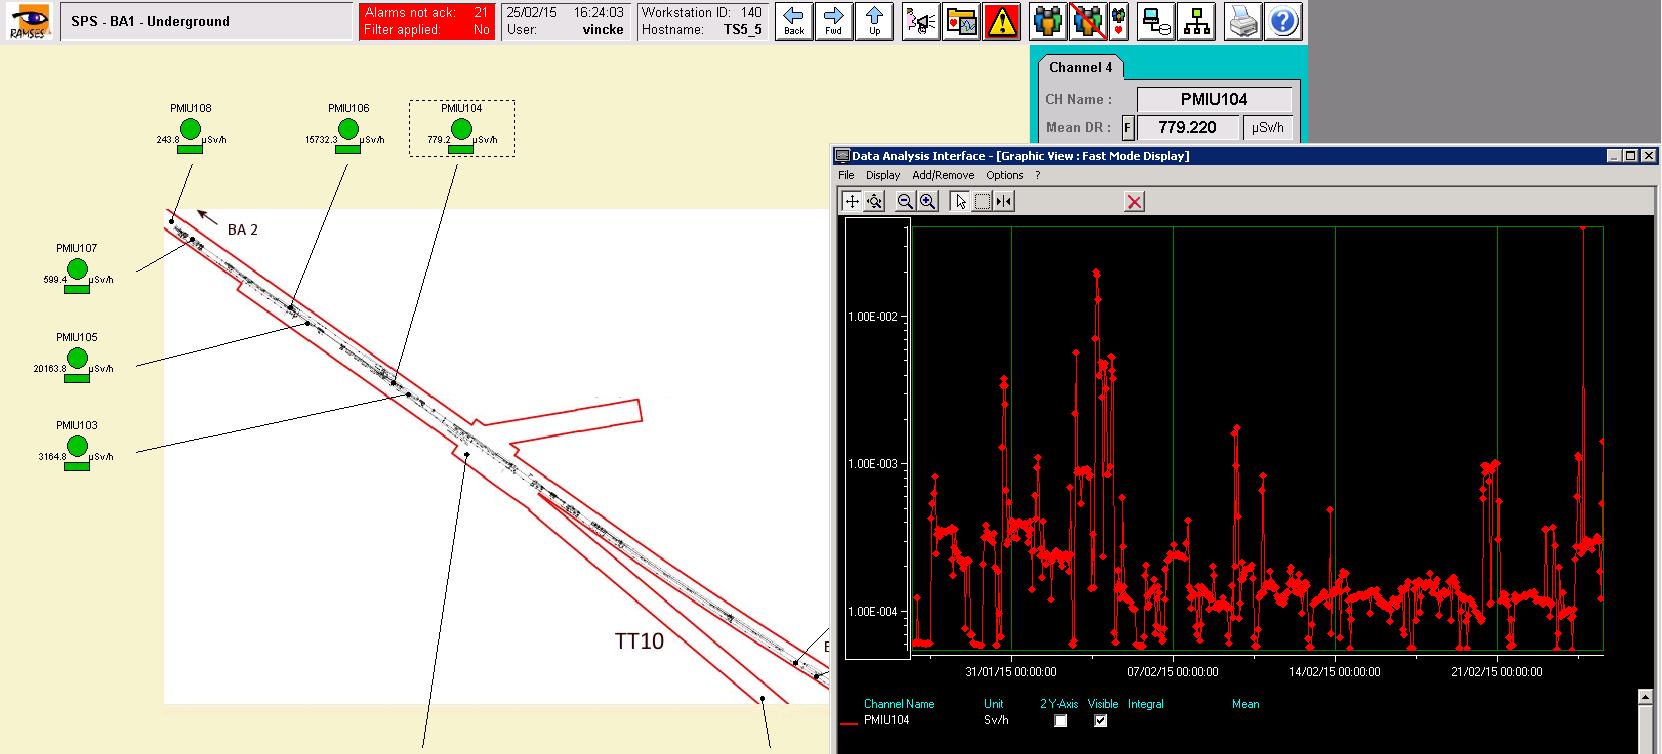 RAMSES
SPS - BA1 - Underground
Alarms not ack: 21
Filter applied: No
25/02/15 16:24:03
User: vincke
Workstation ID: 140
Hostname: TS5_5
Back
Fwd
Up
Channel 4
CH Name : PMIU104
Mean DR : F 779.220 µSv/h
PMIU108
243.8 µSv/h
PMIU106
15732.3 µSv/h
PMIU104
779.2 µSv/h
BA 2
PMIU107
599.4 µSv/h
PMIU105
20163.8 µSv/h
PMIU103
3164.8 µSv/h
TT10
Data Analysis Interface - [Graphic View : Fast Mode Display]
File Display Add/Remove Options ?
1.00E-002
1.00E-003
1.00E-004
31/01/15 00:00:00 07/02/15 00:00:00 14/02/15 00:00:00 21/02/15 00:00:00
Channel Name Unit 2 Y-Axis Visible Integral Mean
PMIU104 Sv/h